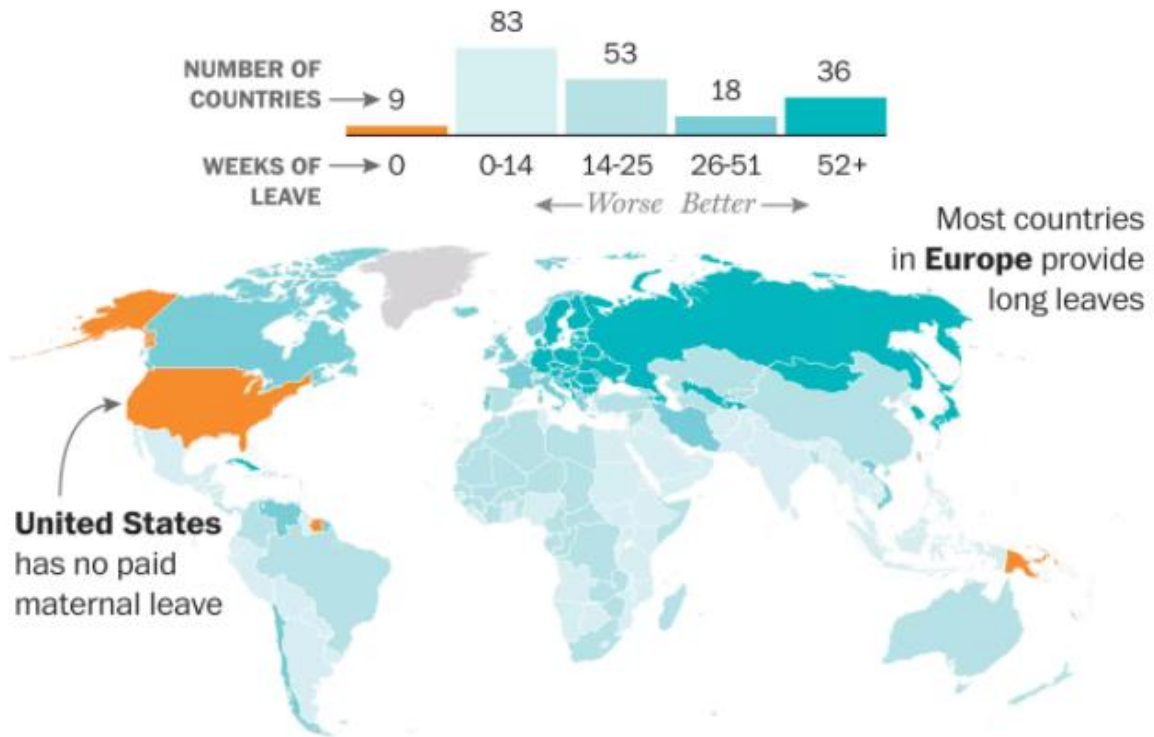 83
53
36
18
NUMBER OF
COUNTRIES → 9
WEEKS OF → 0 0-14 14-25 26-51 52+
LEAVE
← Worse Better →
Most countries
in Europe provide
long leaves
United States
has no paid
maternal leave